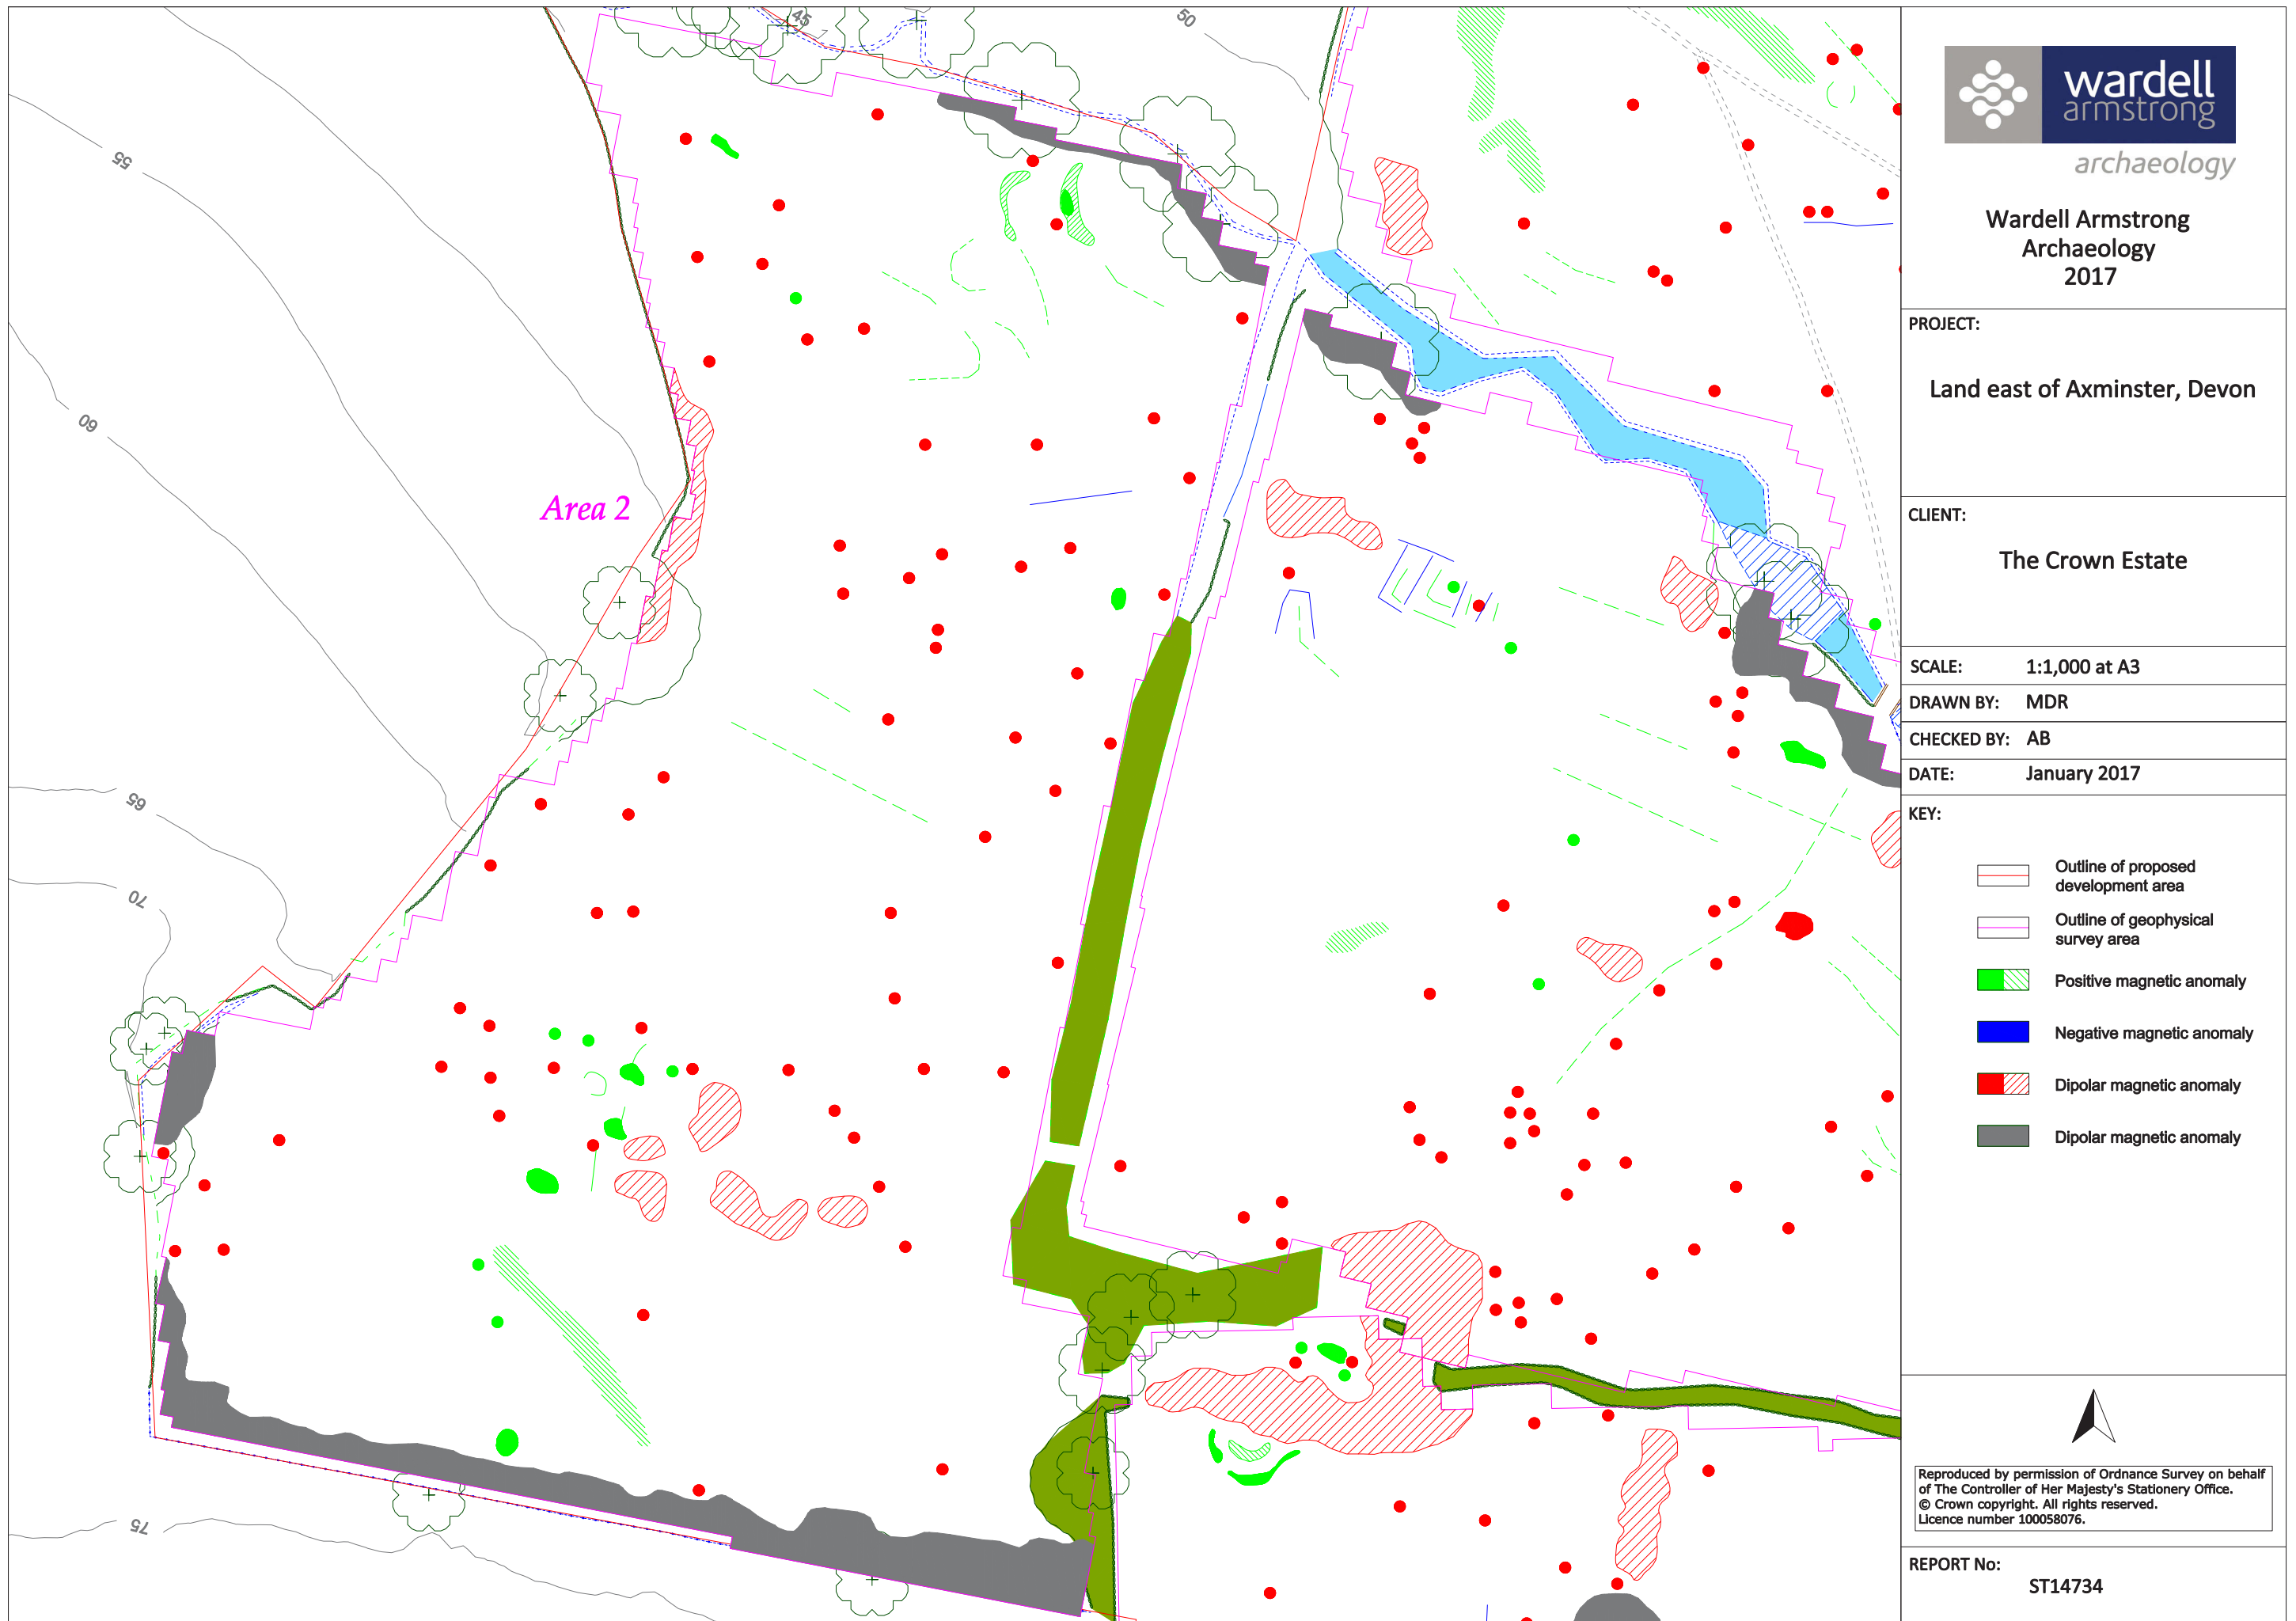 45
50
55
60
65
70
75
Area 2
wardell
armstrong
archaeology
Wardell Armstrong
Archaeology
2017
PROJECT:
Land east of Axminster, Devon
CLIENT:
The Crown Estate
SCALE: 1:1,000 at A3
DRAWN BY: MDR
CHECKED BY: AB
DATE: January 2017
KEY:
Outline of proposed
development area
Outline of geophysical
survey area
Positive magnetic anomaly
Negative magnetic anomaly
Dipolar magnetic anomaly
Dipolar magnetic anomaly
Reproduced by permission of Ordnance Survey on behalf
of The Controller of Her Majesty's Stationery Office.
© Crown copyright. All rights reserved.
Licence number 100058076.
REPORT No:
ST14734